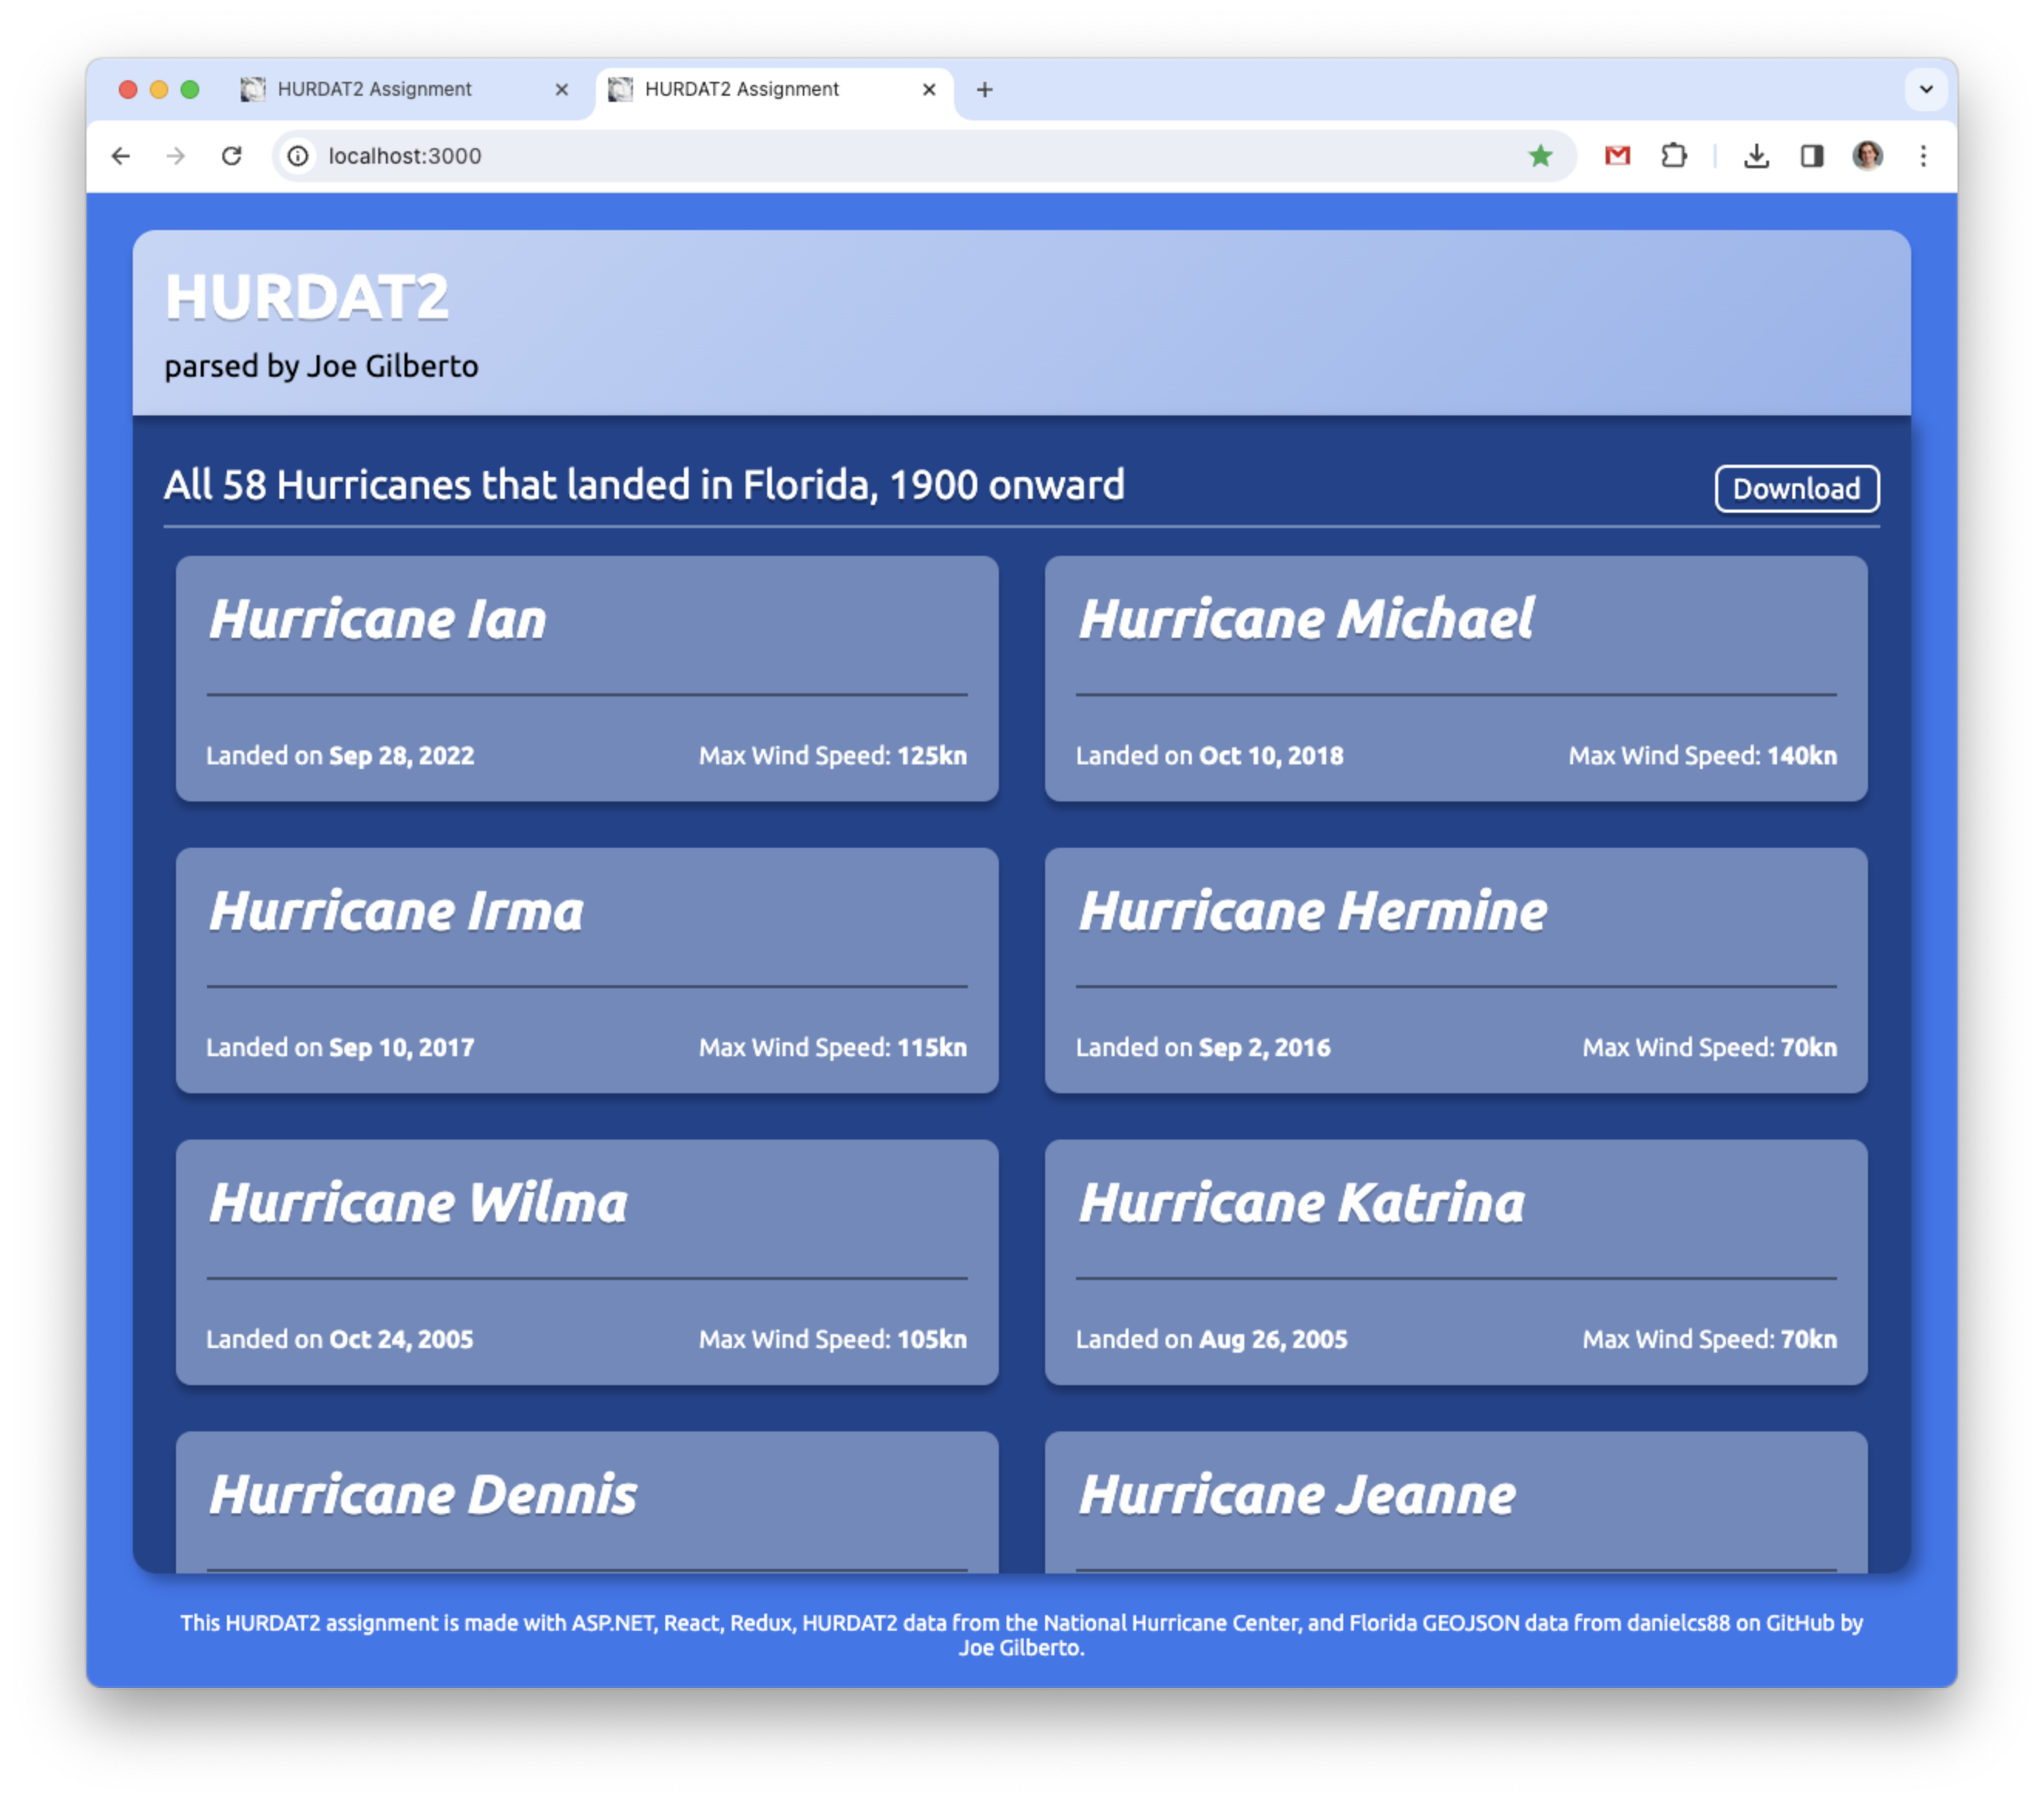 HURDAT2 Assignment
HURDAT2 Assignment
localhost:3000
HURDAT2
parsed by Joe Gilberto
All 58 Hurricanes that landed in Florida, 1900 onward
Download
Hurricane Ian
Landed on Sep 28, 2022
Max Wind Speed: 125kn
Hurricane Michael
Landed on Oct 10, 2018
Max Wind Speed: 140kn
Hurricane Irma
Landed on Sep 10, 2017
Max Wind Speed: 115kn
Hurricane Hermine
Landed on Sep 2, 2016
Max Wind Speed: 70kn
Hurricane Wilma
Landed on Oct 24, 2005
Max Wind Speed: 105kn
Hurricane Katrina
Landed on Aug 26, 2005
Max Wind Speed: 70kn
Hurricane Dennis
Hurricane Jeanne
This HURDAT2 assignment is made with ASP.NET, React, Redux, HURDAT2 data from the National Hurricane Center, and Florida GEOJSON data from danielcs88 on GitHub by
Joe Gilberto.